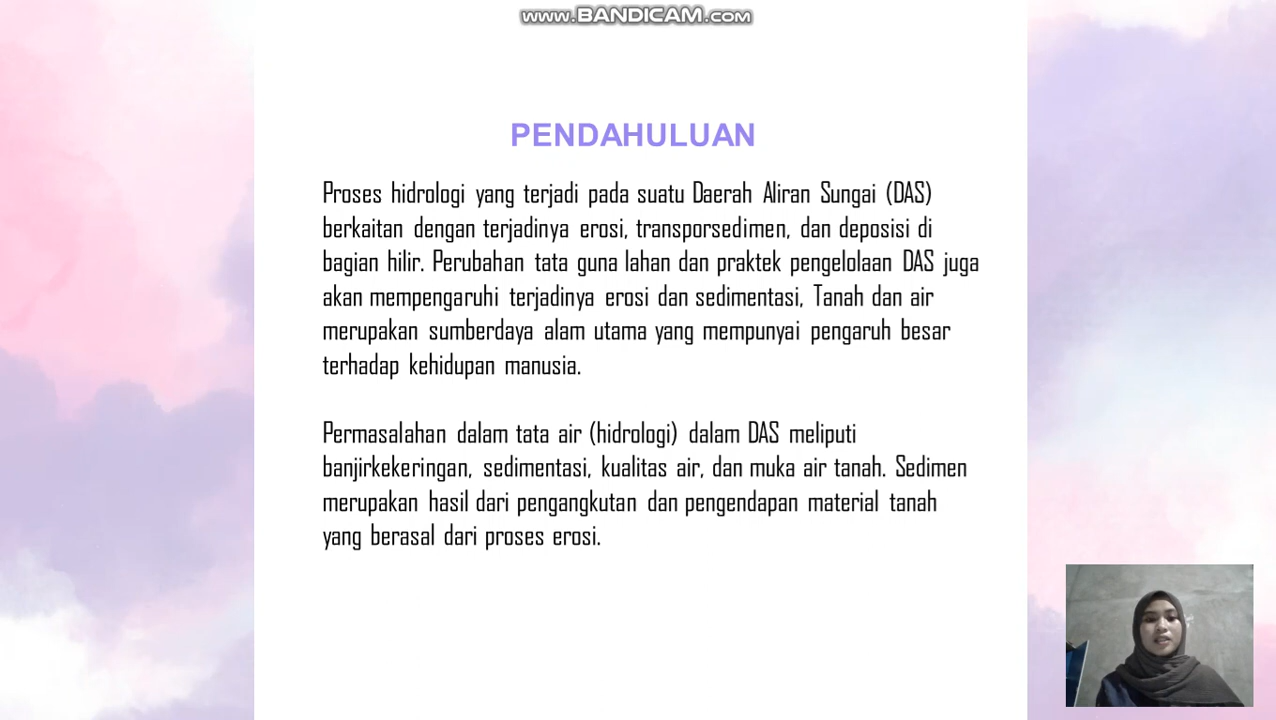 www.BANDICAM.com
PENDAHULUAN
Proses hidrologi yang terjadi pada suatu Daerah Aliran Sungai (DAS)
berkaitan dengan terjadinya erosi, transporsedimen, dan deposisi di
bagian hilir. Perubahan tata guna lahan dan praktek pengelolaan DAS juga
akan mempengaruhi terjadinya erosi dan sedimentasi, Tanah dan air
merupakan sumberdaya alam utama yang mempunyai pengaruh besar
terhadap kehidupan manusia.
Permasalahan dalam tata air (hidrologi) dalam DAS meliputi
banjirkekeringan, sedimentasi, kualitas air, dan muka air tanah. Sedimen
merupakan hasil dari pengangkutan dan pengendapan material tanah
yang berasal dari proses erosi.